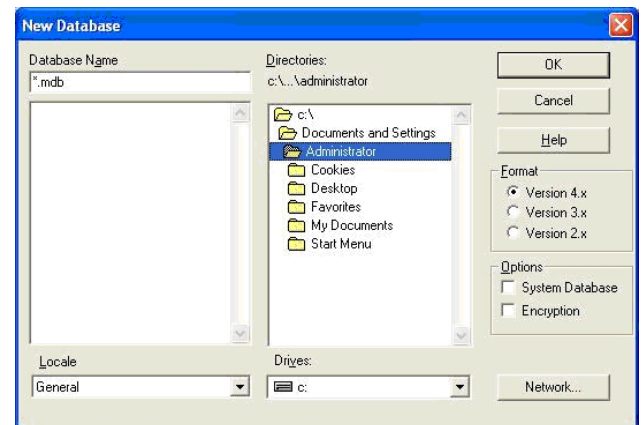 New Database
Database Name
*.mdb
Directories:
c:\...\administrator
c:\
Documents and Settings
Administrator
Cookies
Desktop
Favorites
My Documents
Start Menu
OK
Cancel
Help
Format
Version 4.x
Version 3.x
Version 2.x
Options
System Database
Encryption
Locale
General
Drives:
c:
Network...